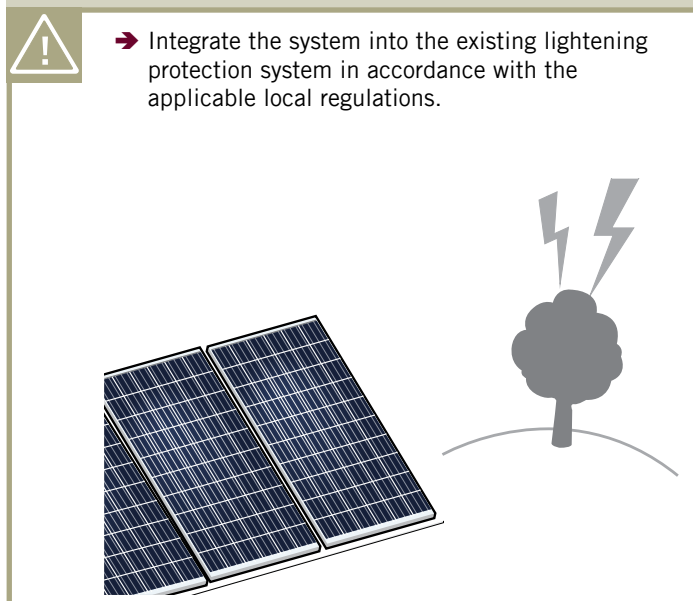 ➔ Integrate the system into the existing lightening
protection system in accordance with the
applicable local regulations.